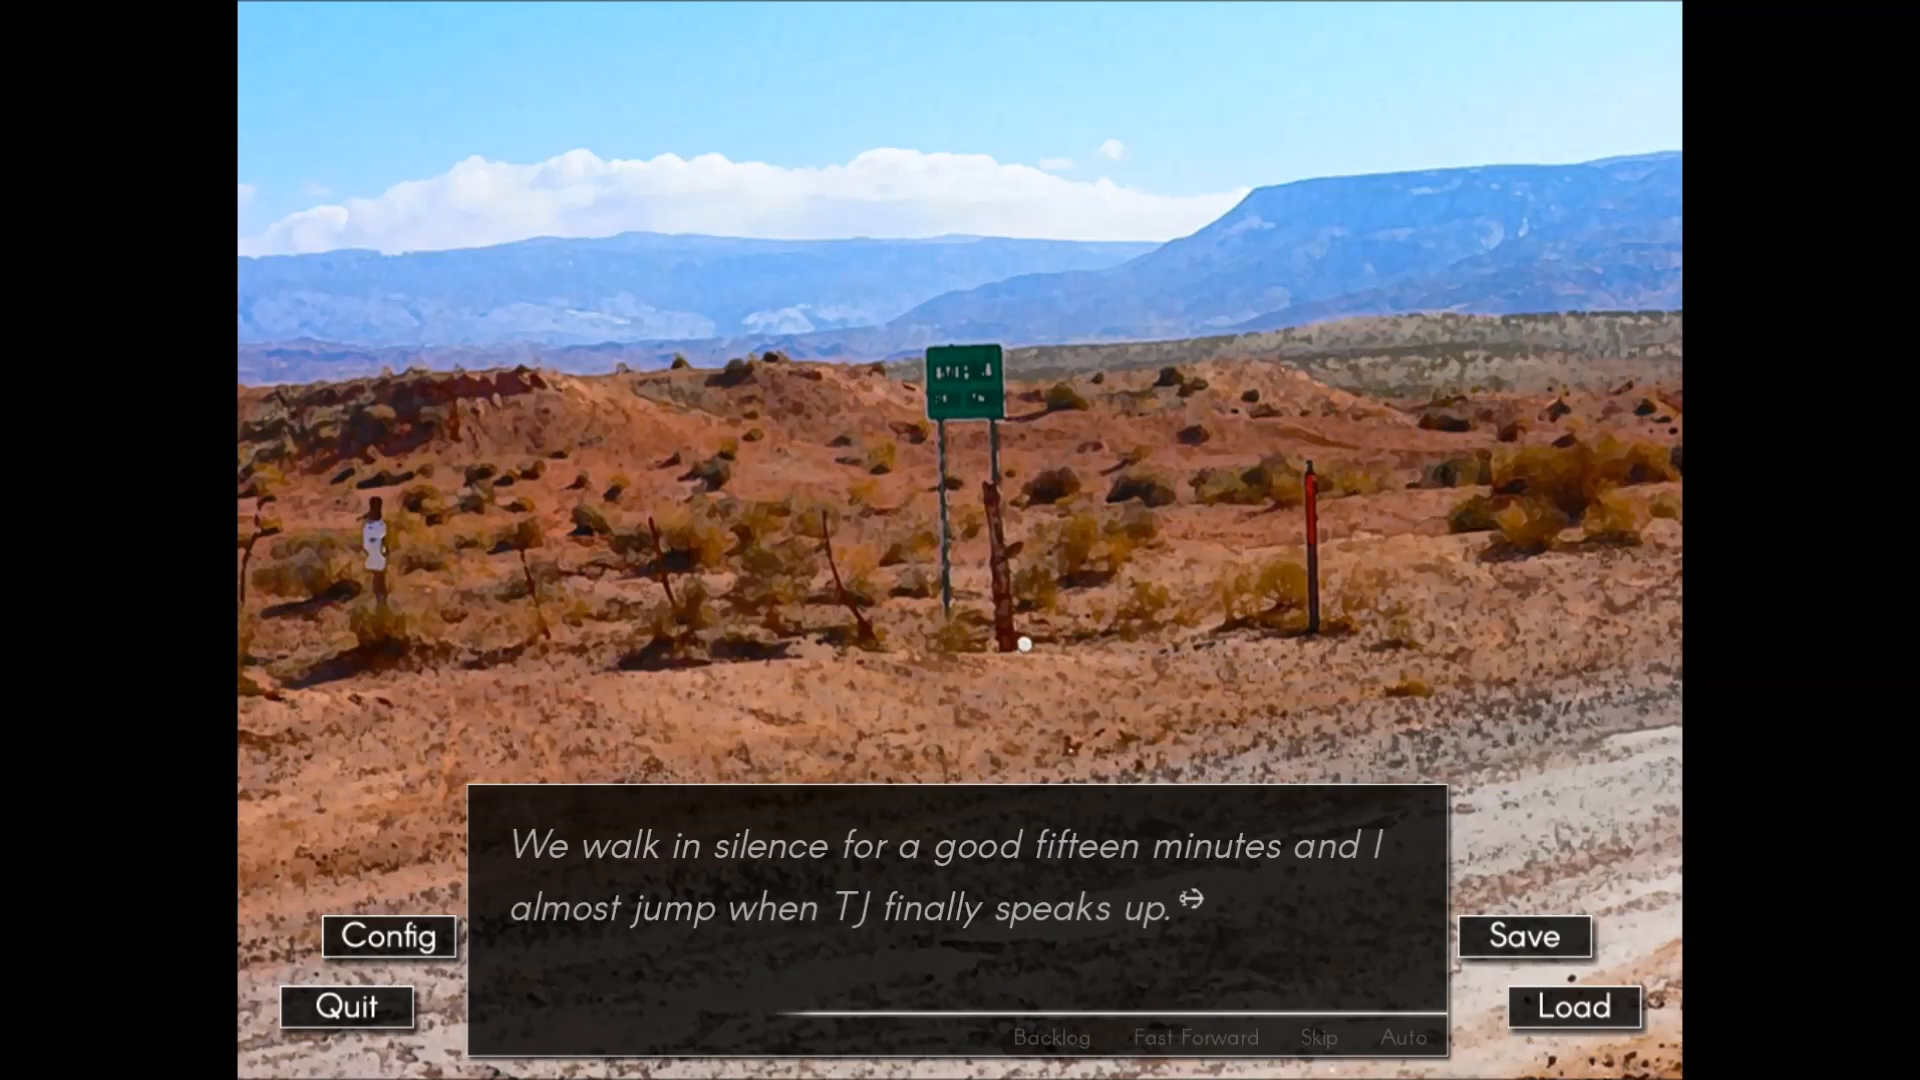 We walk in silence for a good fifteen minutes and I
almost jump when TJ finally speaks up.
Config
Save
Quit
Load
Backlog Fast Forward Skip Auto